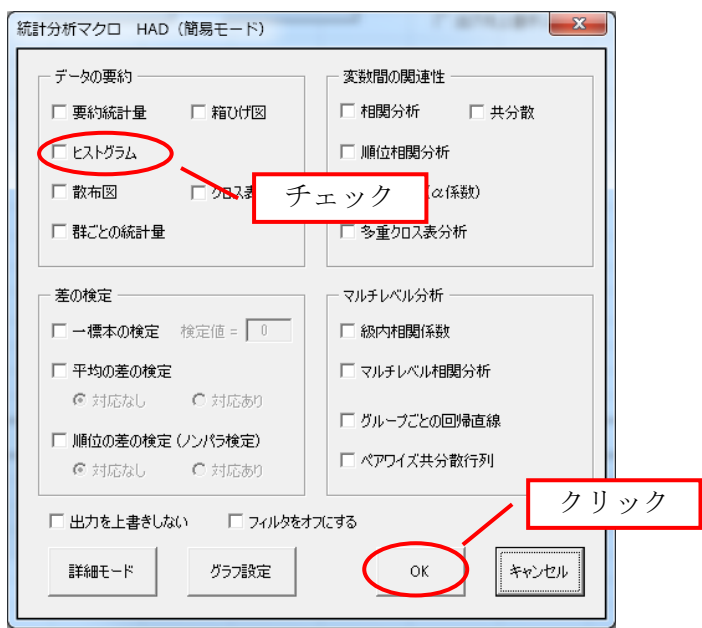 統計分析マクロ HAD（簡易モード）
データの要約
要約統計量
箱ひげ図
ヒストグラム
散布図
クロス表
群ごとの統計量
変数間の関連性
相関分析
共分散
順位相関分析
(α係数)
多重クロス表分析
チェック
差の検定
一標本の検定 検定値 = 0
平均の差の検定
対応なし
対応あり
順位の差の検定 (ノンパラ検定)
対応なし
対応あり
マルチレベル分析
級内相関係数
マルチレベル相関分析
グループごとの回帰直線
ペアワイズ共分散行列
クリック
出力を上書きしない
フィルタをオフにする
詳細モード
グラフ設定
OK
キャンセル